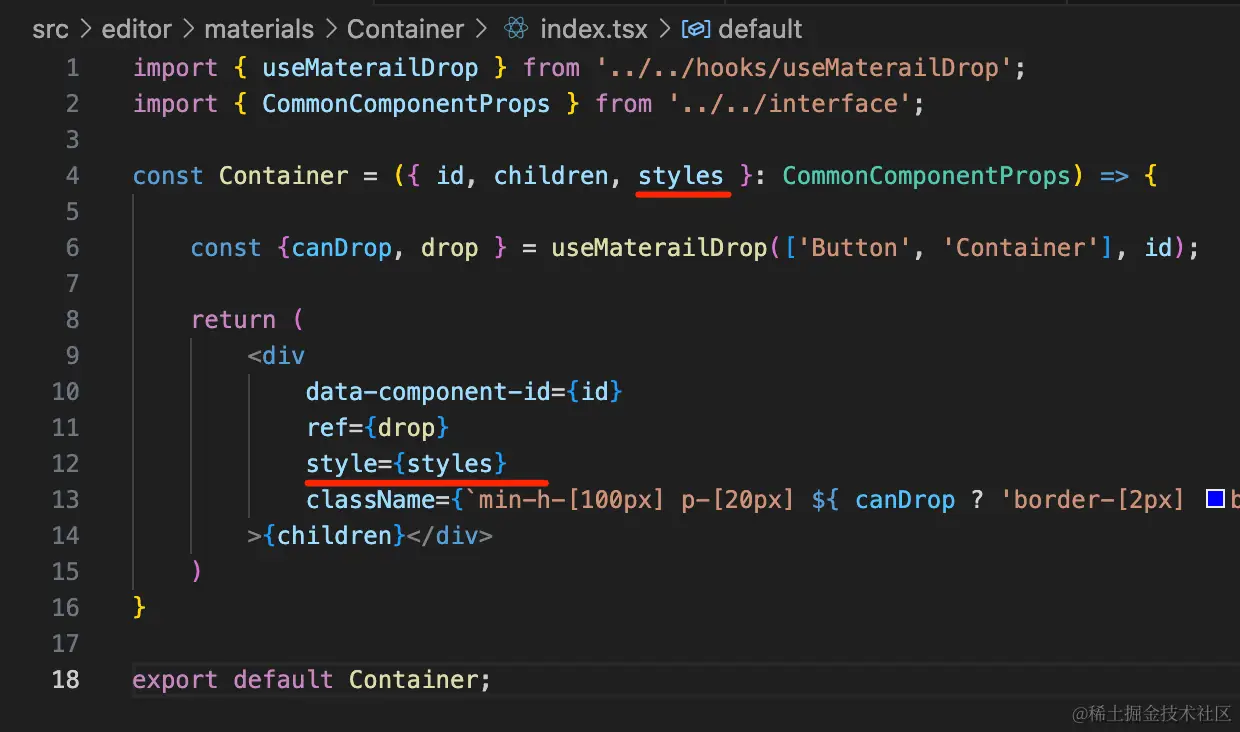 src > editor > materials > Container > index.tsx > default
1 import { useMaterailDrop } from '../../hooks/useMaterailDrop';
2 import { CommonComponentProps } from '../../interface';
3
4 const Container = ({ id, children, styles }: CommonComponentProps) => {
5
6 const {canDrop, drop } = useMaterailDrop(['Button', 'Container'], id);
7
8 return (
9 <div
10 data-component-id={id}
11 ref={drop}
12 style={styles}
13 className={`min-h-[100px] p-[20px] ${ canDrop ? 'border-[2px]
14 >{children}</div>
15 )
16 }
17
18 export default Container;
@稀土掘金技术社区